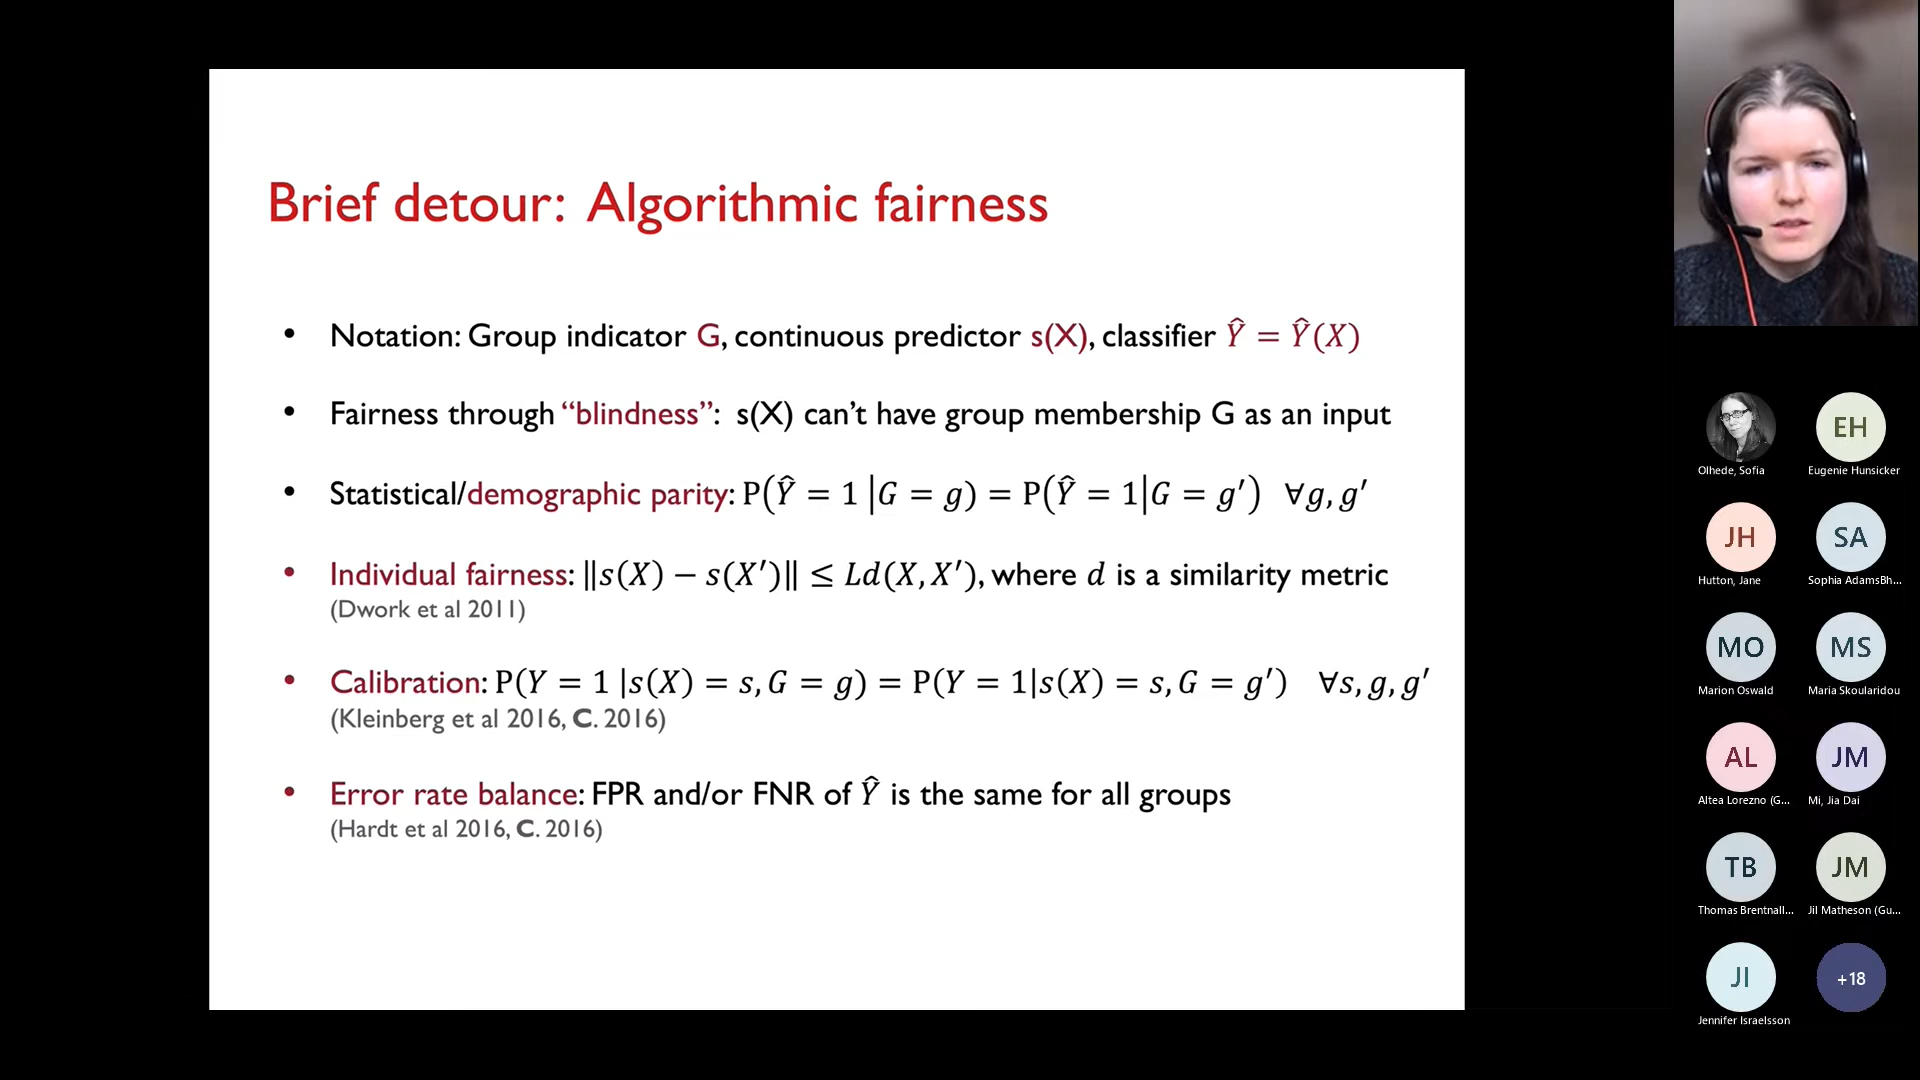 Brief detour: Algorithmic fairness
• Notation: Group indicator G, continuous predictor s(X), classifier Ŷ = Ŷ(X)
• Fairness through “blindness”: s(X) can’t have group membership G as an input
• Statistical/demographic parity: P(Ŷ = 1 |G = g) = P(Ŷ = 1|G = g′) ∀g, g′
• Individual fairness: ‖s(X) − s(X′)‖ ≤ Ld(X, X′), where d is a similarity metric
(Dwork et al 2011)
• Calibration: P(Y = 1 |s(X) = s, G = g) = P(Y = 1|s(X) = s, G = g′) ∀s, g, g′
(Kleinberg et al 2016, C. 2016)
• Error rate balance: FPR and/or FNR of Ŷ is the same for all groups
(Hardt et al 2016, C. 2016)
EH
Olhede, Sofia
Eugenie Hunsicker
JH
SA
Hutton, Jane
Sophia AdamsBh...
MO
MS
Marion Oswald
Maria Skoularidou
AL
JM
Altea Lorezno (G...
Mi, Jia Dai
TB
JM
Thomas Brentnall...
Jil Matheson (Gu...
JI
+18
Jennifer Israelsson